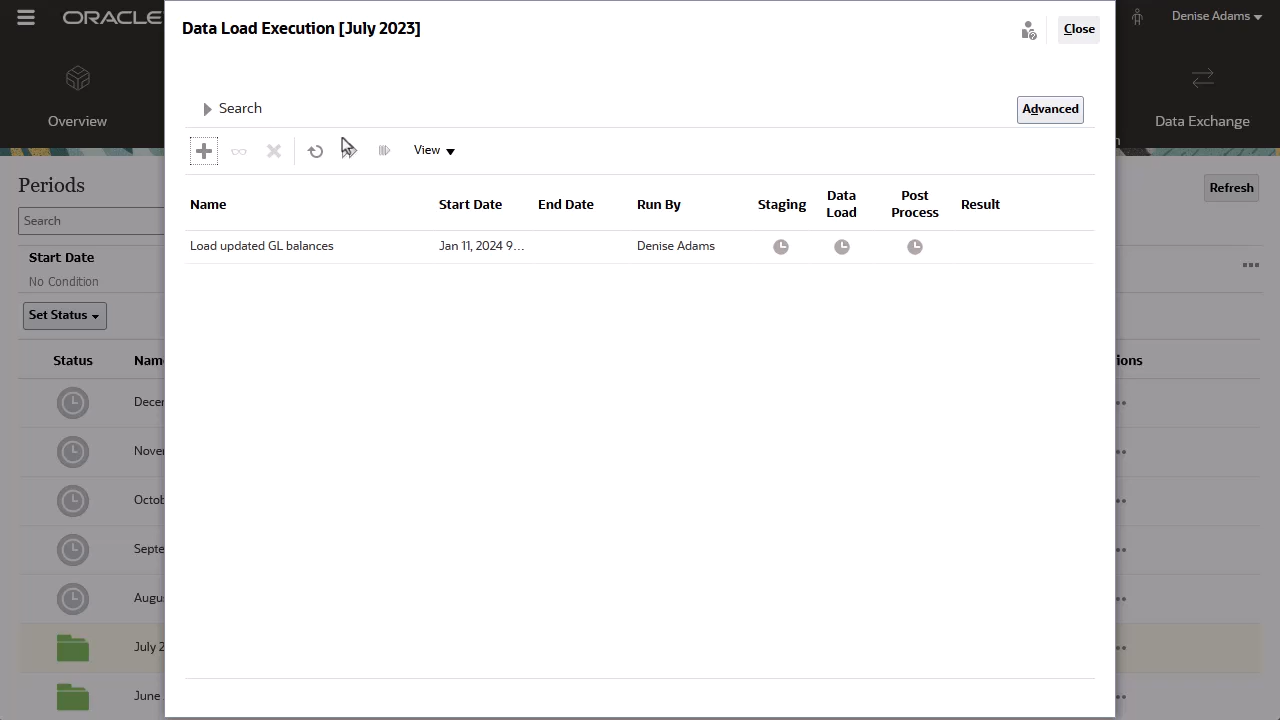 ORACLE
Data Load Execution [July 2023]
Close
Denise Adams
Overview
Data Exchange
Search
Advanced
View
Periods
Refresh
Search
Name
Start Date
End Date
Run By
Staging
Data
Load
Post
Process
Result
Load updated GL balances
Jan 11, 2024 9...
Denise Adams
Start Date
No Condition
Set Status
Status
Nam
ions
Decer
Nover
Octob
Septe
Augus
July 2
June